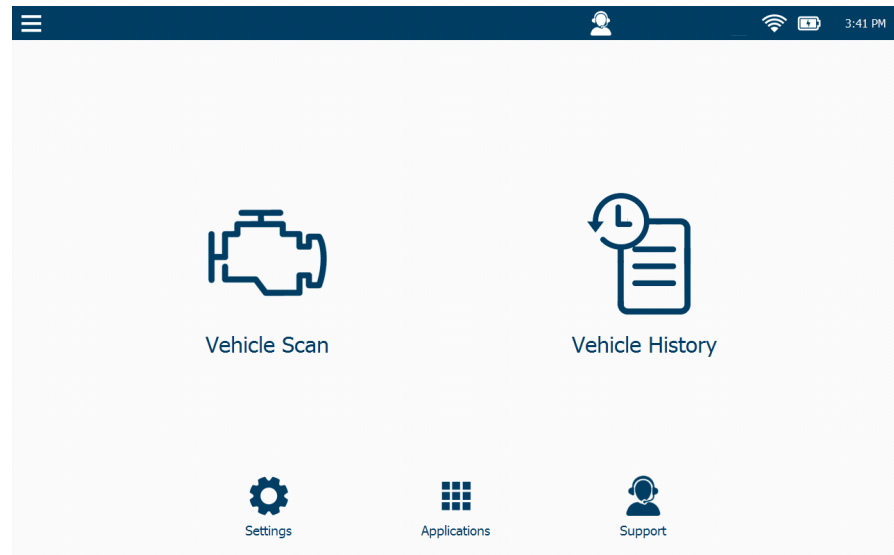 3:41 PM
Vehicle Scan
Vehicle History
Settings
Applications
Support